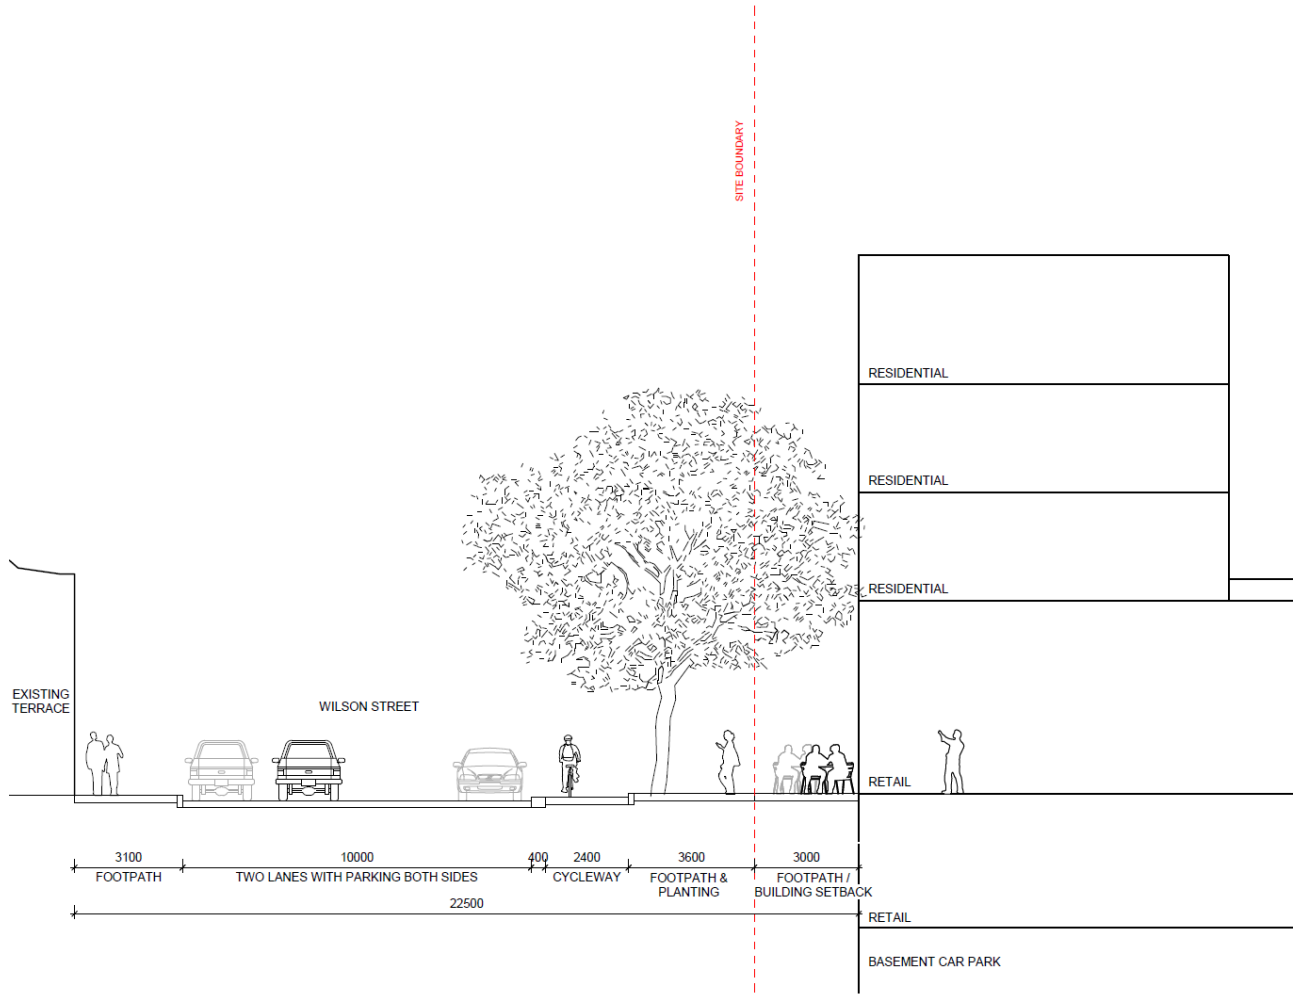 SITE BOUNDARY
RESIDENTIAL
RESIDENTIAL
RESIDENTIAL
EXISTING
TERRACE
WILSON STREET
RETAIL
3100
10000
400
2400
3600
3000
FOOTPATH
TWO LANES WITH PARKING BOTH SIDES
CYCLEWAY
FOOTPATH &
PLANTING
FOOTPATH /
BUILDING SETBACK
22500
RETAIL
BASEMENT CAR PARK